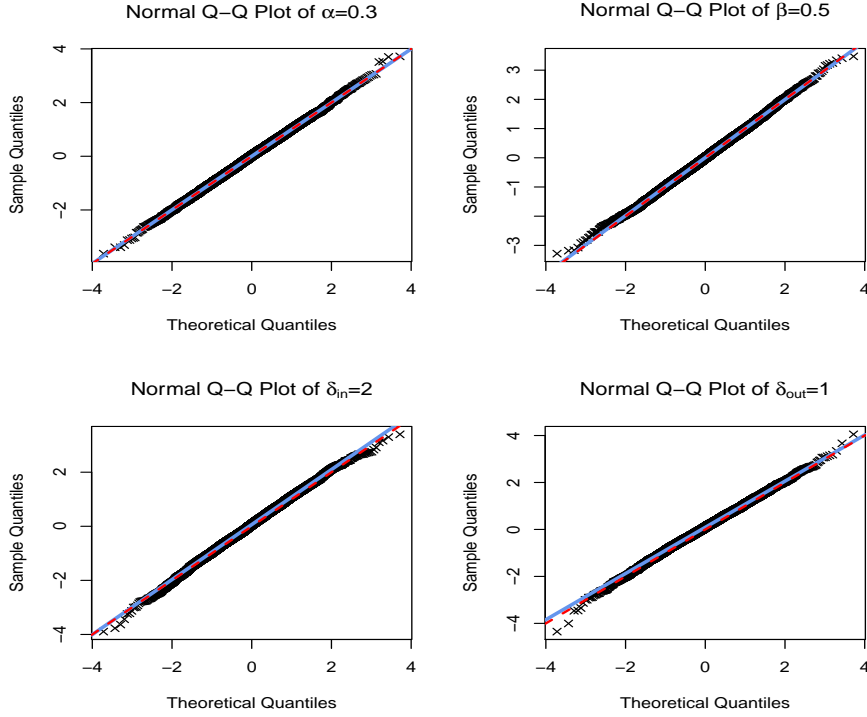 Normal Q−Q Plot of α=0.3
Sample Quantiles
4
2
0
−2
−4 −2 0 2 4
Theoretical Quantiles
Normal Q−Q Plot of β=0.5
Sample Quantiles
3
2
1
0
−1
−3
−4 −2 0 2 4
Theoretical Quantiles
Normal Q−Q Plot of δin=2
Sample Quantiles
2
0
−2
−4
−4 −2 0 2 4
Theoretical Quantiles
Normal Q−Q Plot of δout=1
Sample Quantiles
4
2
0
−2
−4
−4 −2 0 2 4
Theoretical Quantiles